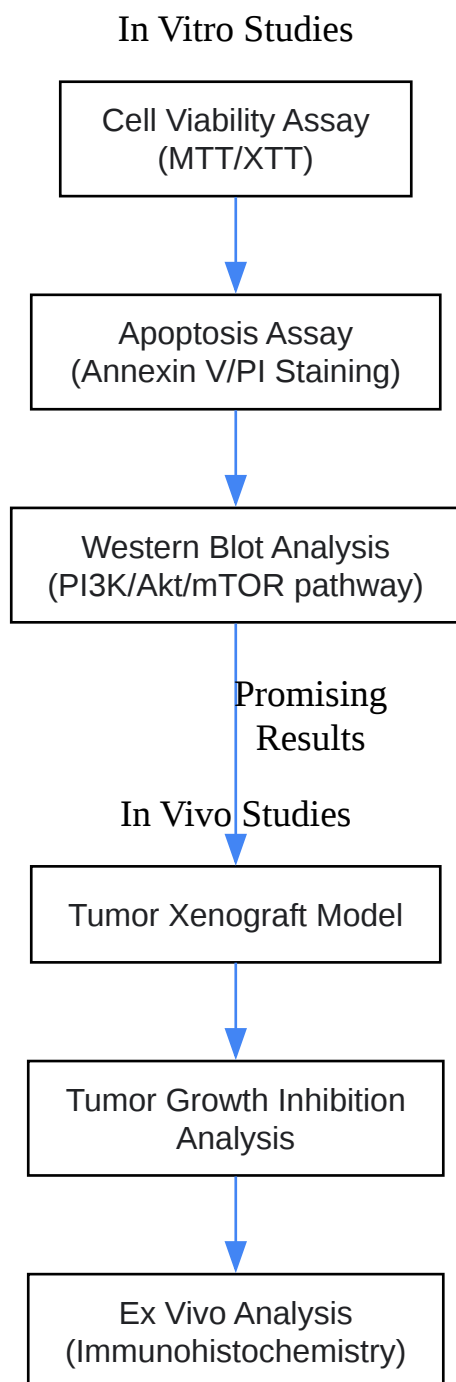 In Vitro Studies
Cell Viability Assay
(MTT/XTT)
Apoptosis Assay
(Annexin V/PI Staining)
Western Blot Analysis
(PI3K/Akt/mTOR pathway)
Promising
Results
In Vivo Studies
Tumor Xenograft Model
Tumor Growth Inhibition
Analysis
Ex Vivo Analysis
(Immunohistochemistry)